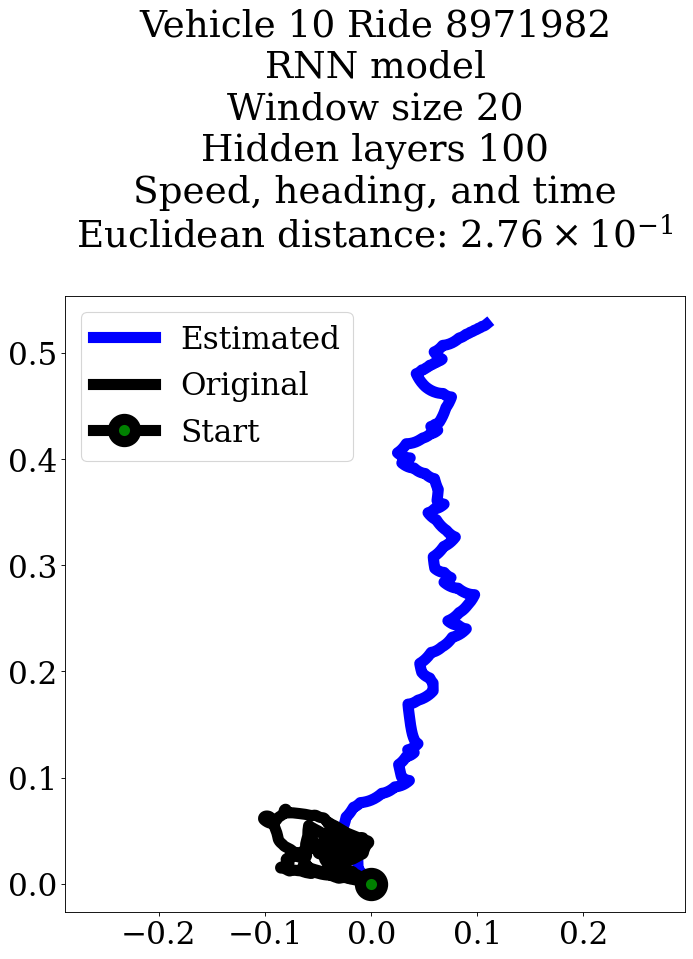 Vehicle 10 Ride 8971982
RNN model
Window size 20
Hidden layers 100
Speed, heading, and time
Euclidean distance: 2.76 × 10⁻¹
Estimated
Original
Start
0.5
0.4
0.3
0.2
0.1
0.0
−0.2
−0.1
0.0
0.1
0.2